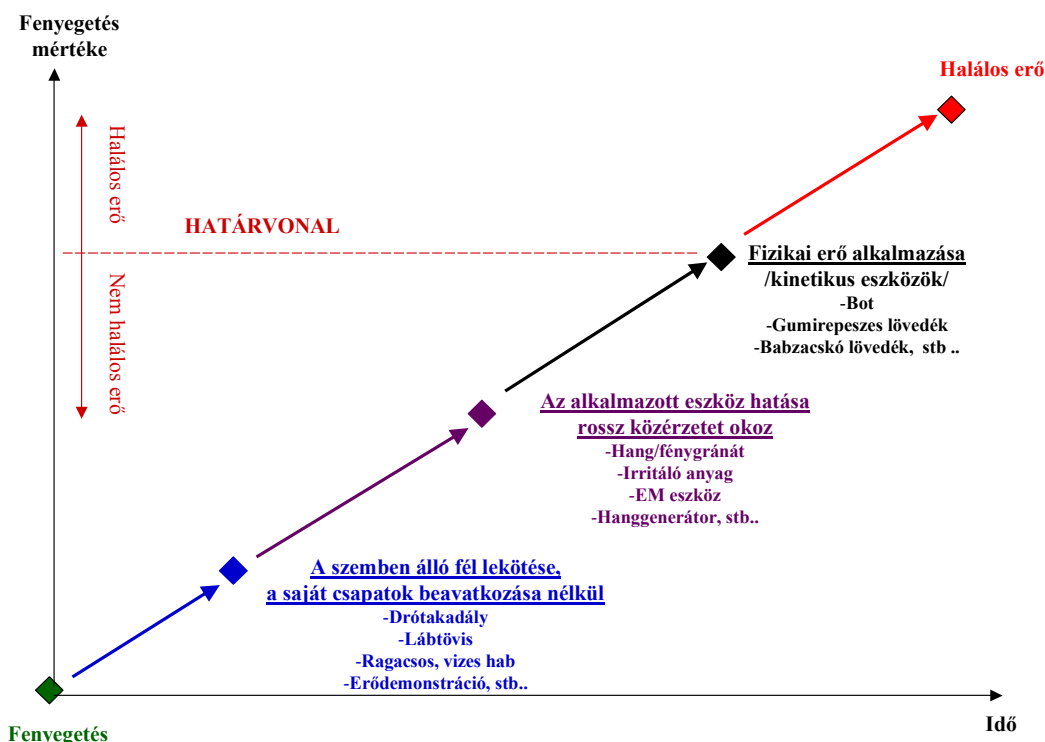 Fenyegetés
mértéke
Halálos erő
Halálos erő
HATÁRVONAL
Nem halálos erő
Fizikai erő alkalmazása
/kinetikus eszközök/
-Bot
-Gumirepeszes lövedék
-Babzacskó lövedék, stb ..
Az alkalmazott eszköz hatása
rossz közérzetet okoz
-Hang/fénygránát
-Irritáló anyag
-EM eszköz
-Hanggenerátor, stb..
A szemben álló fél lekötése,
a saját csapatok beavatkozása nélkül
-Drótakadály
-Lábtövis
-Ragacsos, vizes hab
-Erődemonstráció, stb..
Idő
Fenyegetés